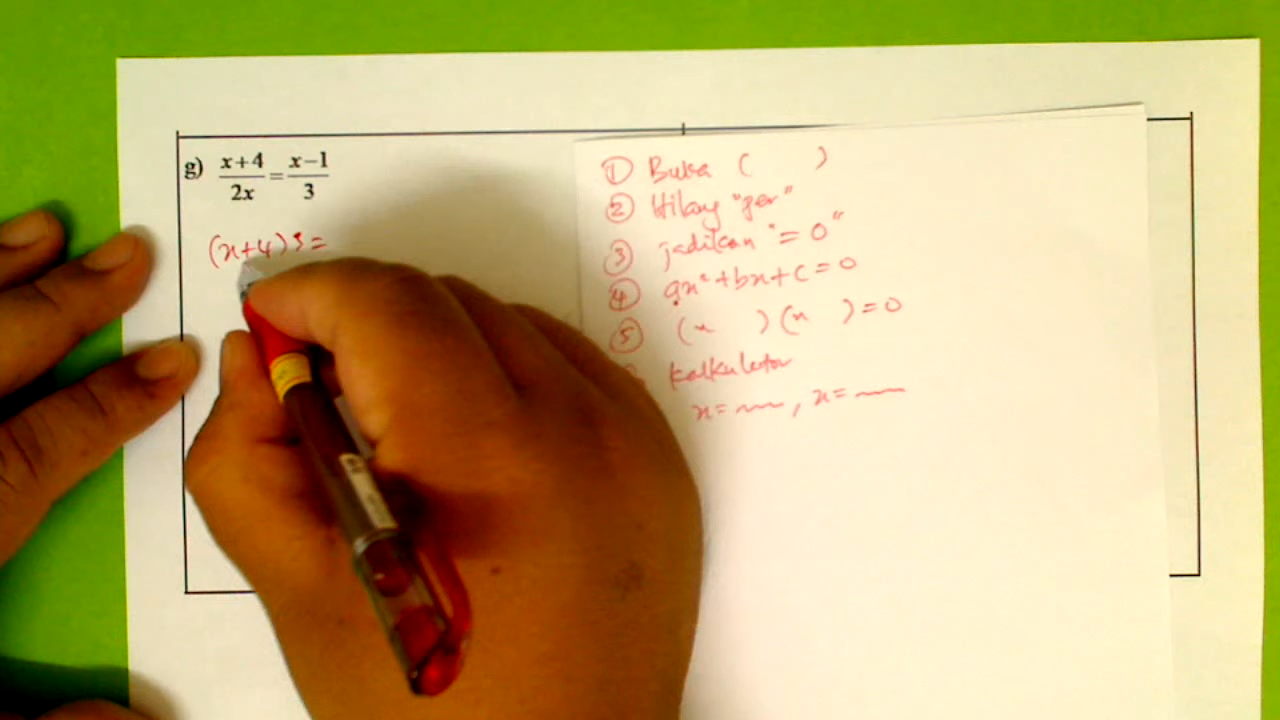 g) x+4/2x = x−1/3
(x+4)3=
① Buka ( )
② Hilang "per"
③ jadikan "= 0"
④ ax²+bx+c=0
⑤ (x )(x )=0
kalkulator
x=~~, x=~~